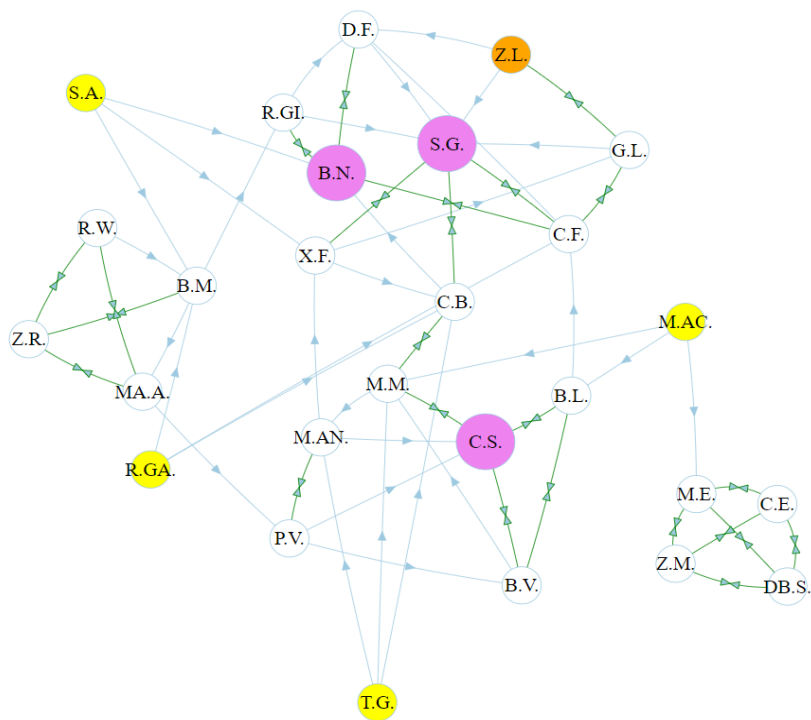 D.F.
Z.L.
S.A.
R.GI.
S.G.
G.L.
B.N.
R.W.
C.F.
X.F.
B.M.
C.B.
M.AC.
Z.R.
MA.A.
M.M.
B.L.
M.AN.
C.S.
R.GA.
M.E.
C.E.
P.V.
Z.M.
B.V.
DB.S.
T.G.